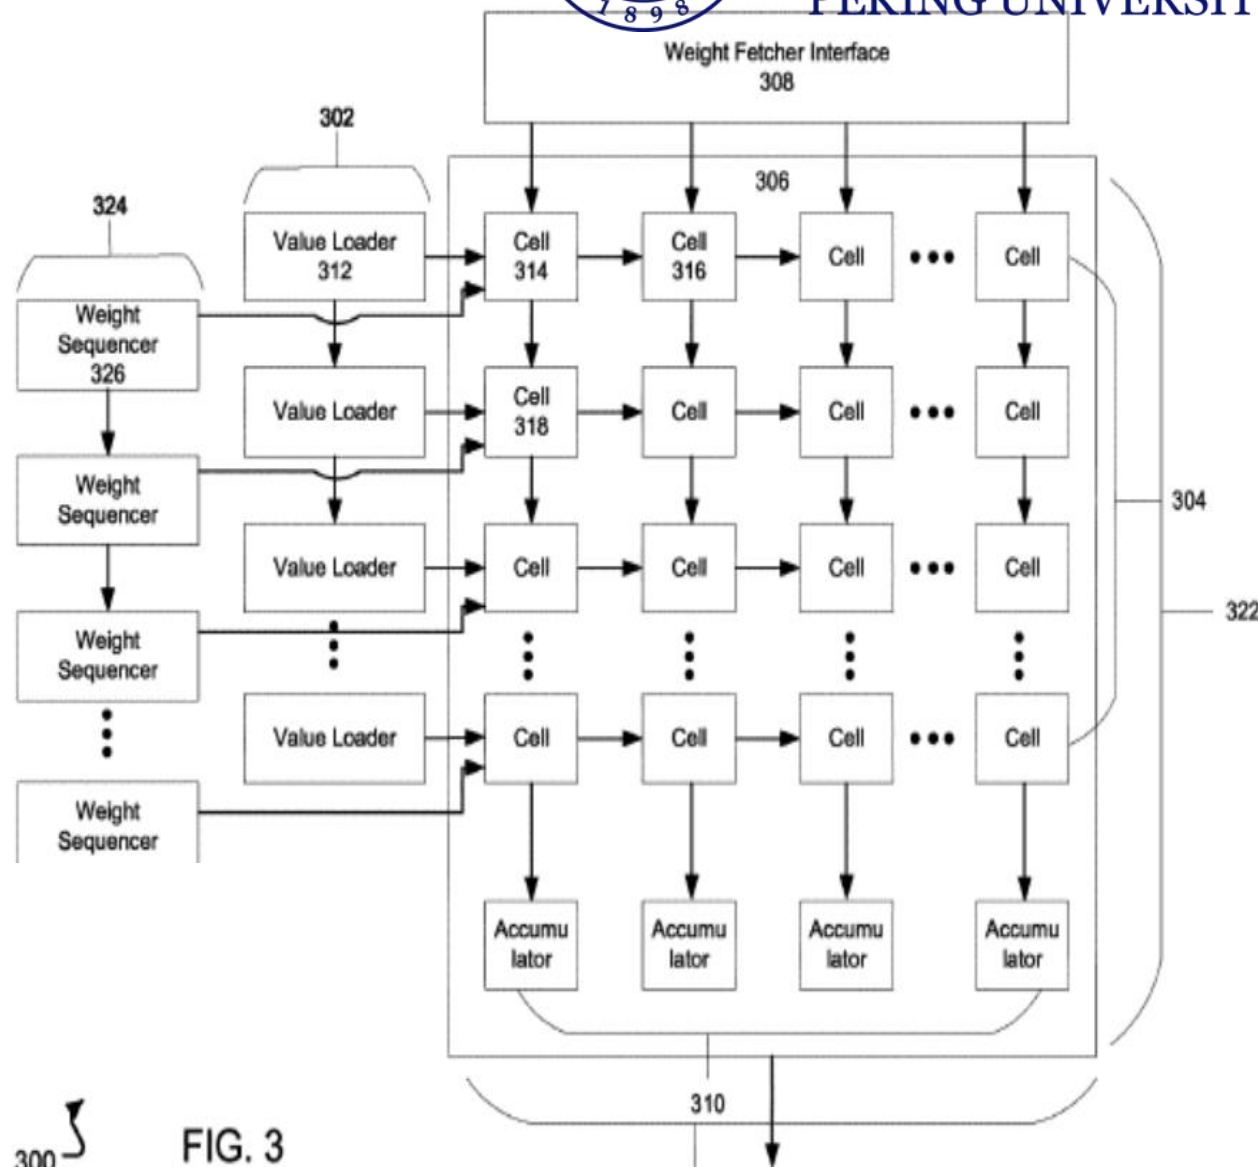 1898
PEKING UNIVERSIT
Weight Fetcher Interface
308
302
306
324
Value Loader
312
Cell
314
Cell
316
Cell
Cell
Weight
Sequencer
326
Value Loader
Cell
318
Cell
Cell
Cell
Weight
Sequencer
304
Value Loader
Cell
Cell
Cell
Cell
322
Weight
Sequencer
Value Loader
Cell
Cell
Cell
Cell
Weight
Sequencer
Accumu
lator
Accumu
lator
Accumu
lator
Accumu
lator
310
300
FIG. 3